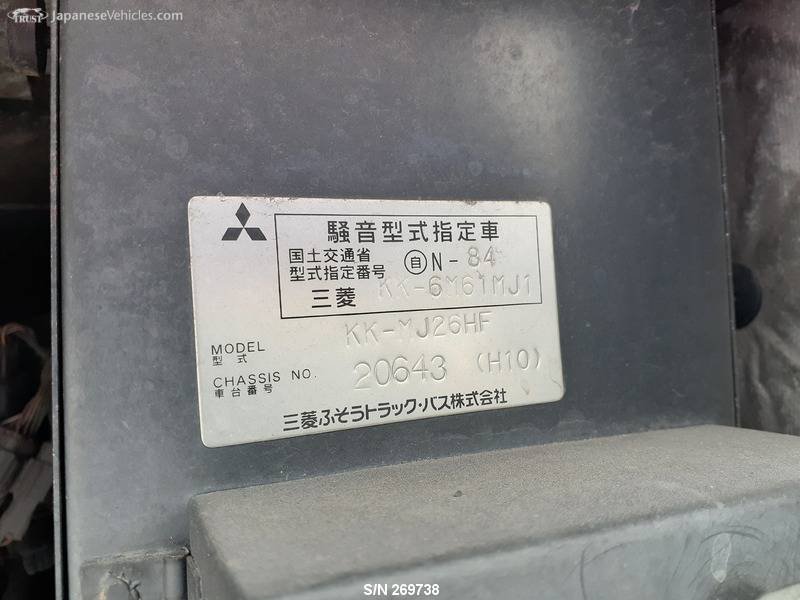 TRUST JapaneseVehicles.com
騒音型式指定車
国土交通省
型式指定番号 自 N-84
三菱 KK-6M61MJ1
MODEL
型式
KK-MJ26HF
CHASSIS NO.
車台番号
20643 (H10)
三菱ふそうトラック・バス株式会社
S/N 269738